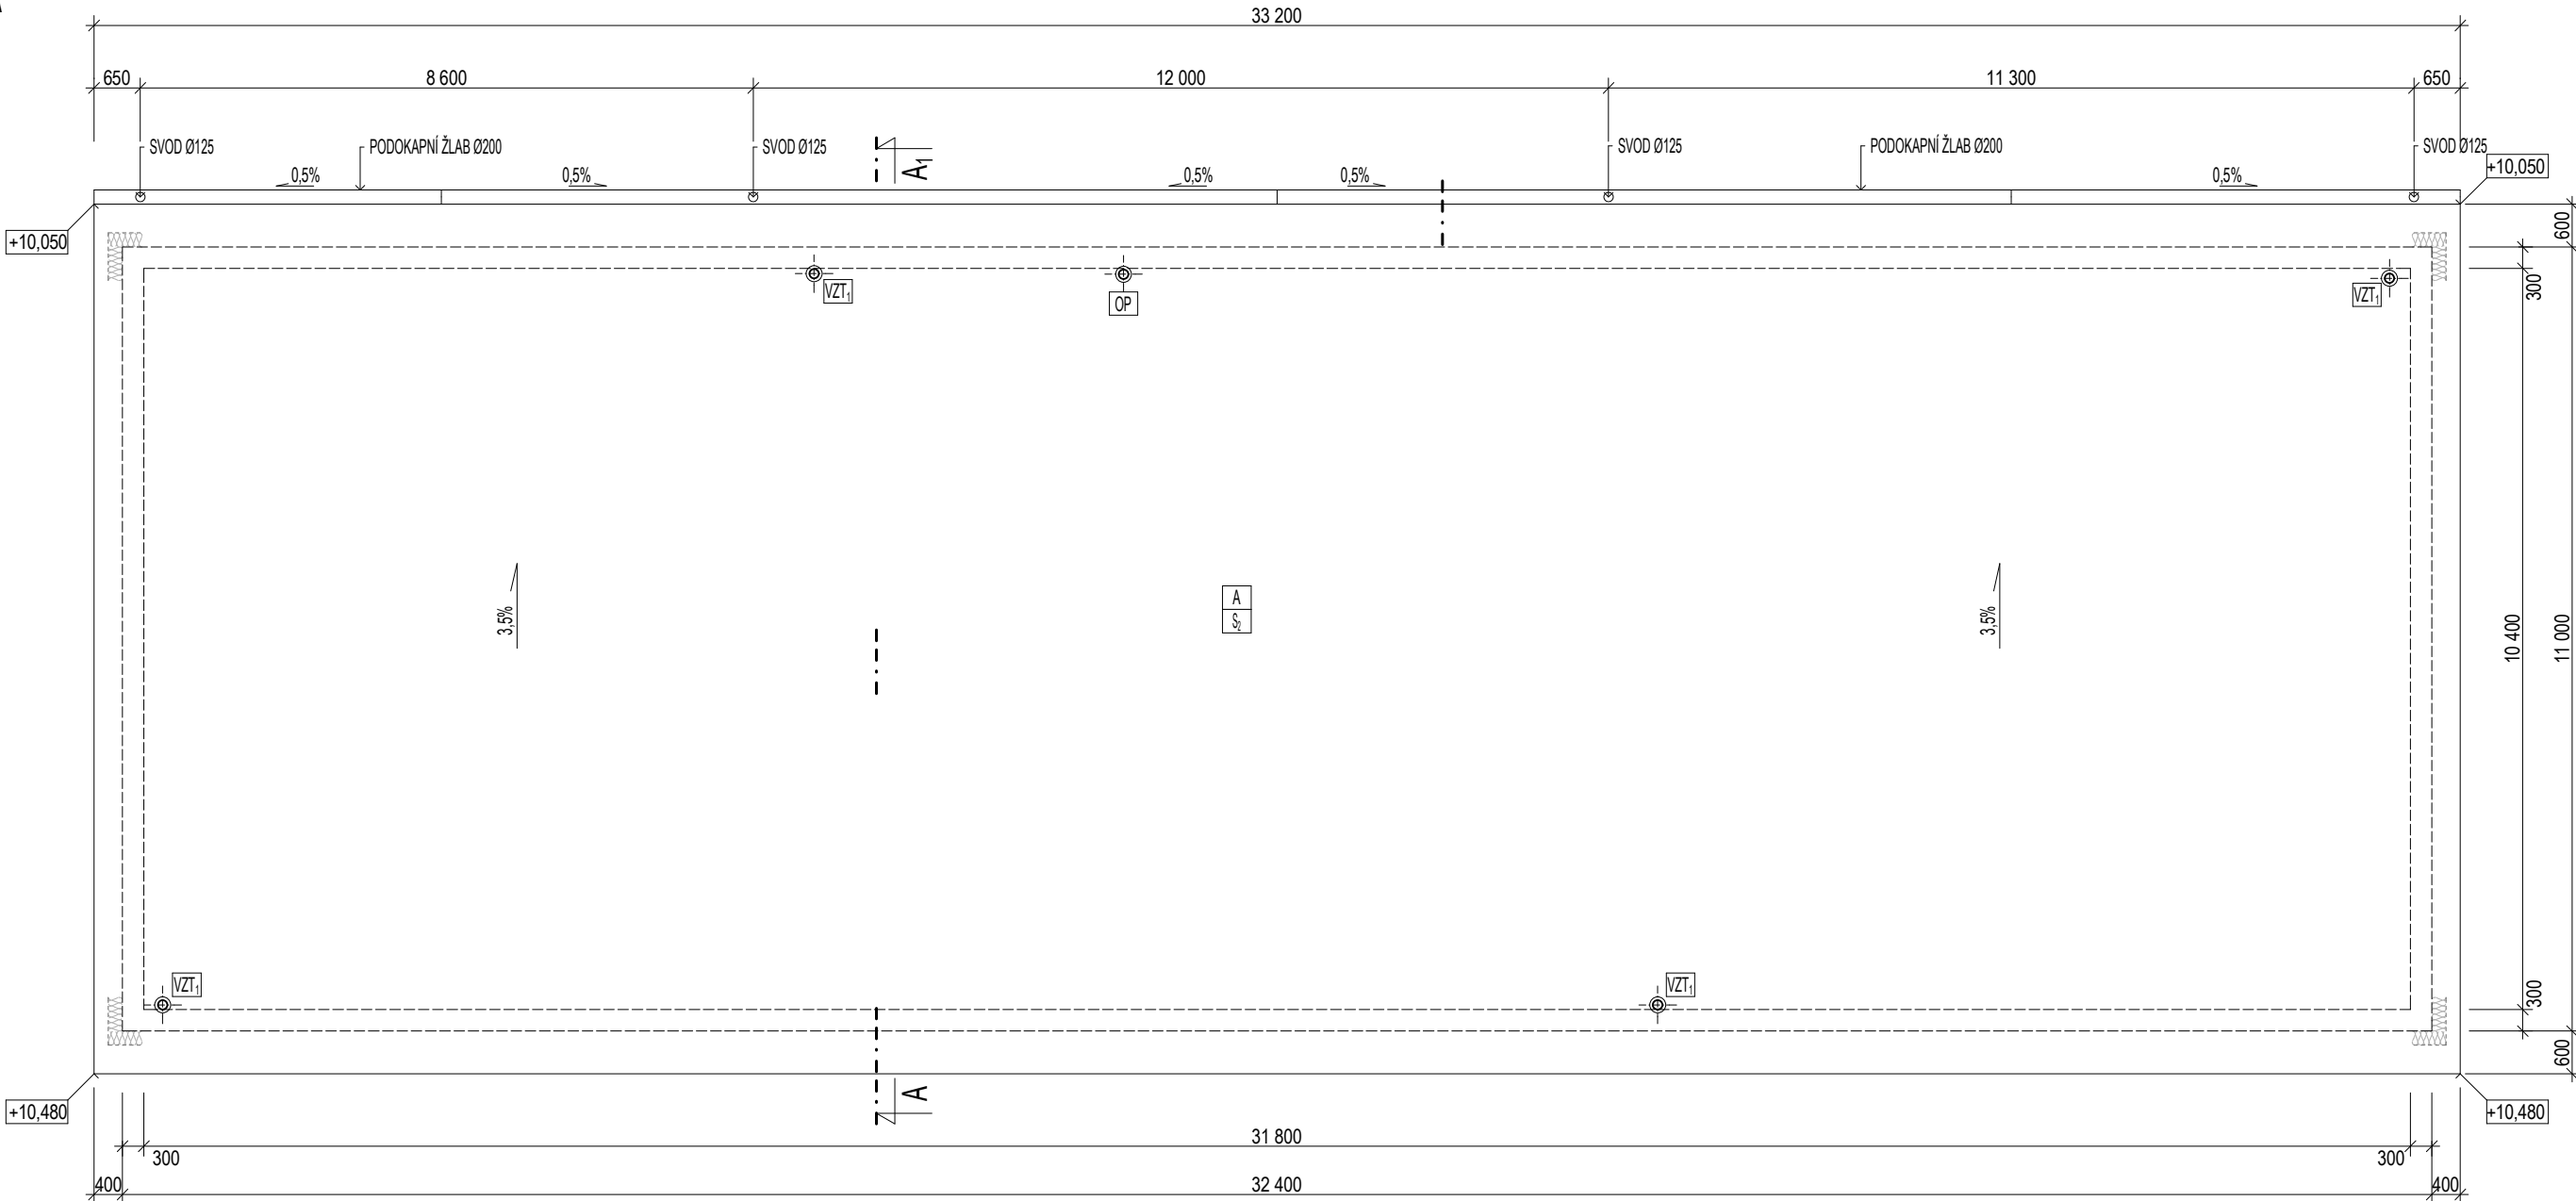 33 200
650
8 600
12 000
11 300
650
SVOD Ø125
PODOKAPNÍ ŽLAB Ø200
SVOD Ø125
A1
SVOD Ø125
PODOKAPNÍ ŽLAB Ø200
SVOD Ø125
0,5%
0,5%
0,5%
0,5%
0,5%
+10,050
+10,050
600
300
VZT₁
OP
VZT₁
3,5%
A
S₂
3,5%
10 400
11 000
VZT₁
VZT₁
300
600
+10,480
A
+10,480
31 800
300
300
400
32 400
400